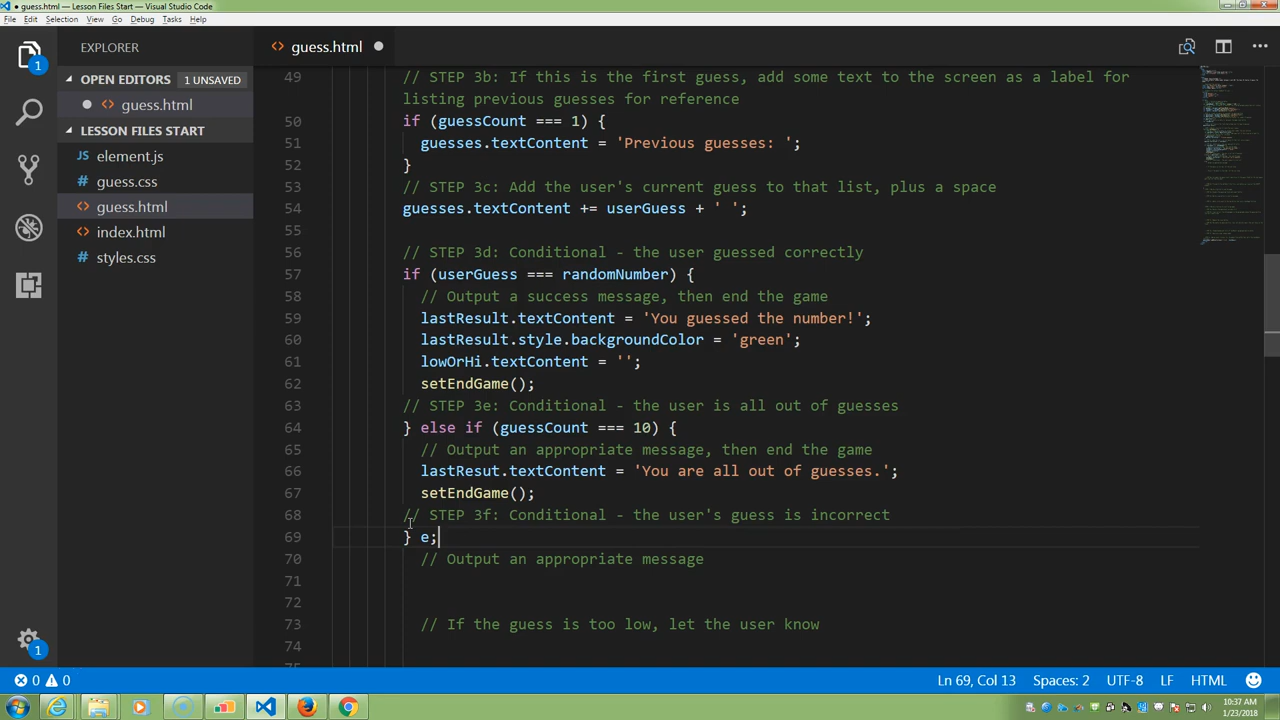 ● guess.html — Lesson Files Start — Visual Studio Code
File Edit Selection View Go Debug Tasks Help
EXPLORER
OPEN EDITORS 1 UNSAVED
guess.html
LESSON FILES START
JS element.js
guess.css
guess.html
index.html
styles.css
1
1
guess.html
49 // STEP 3b: If this is the first guess, add some text to the screen as a label for
listing previous guesses for reference
50 if (guessCount === 1) {
51 guesses.textContent = 'Previous guesses: ';
52 }
53 // STEP 3c: Add the user's current guess to that list, plus a space
54 guesses.textContent += userGuess + ' ';
55
56 // STEP 3d: conditional - the user guessed correctly
57 if (userGuess === randomNumber) {
58 // Output a success message, then end the game
59 lastResult.textContent = 'You guessed the number!';
60 lastResult.style.backgroundColor = 'green';
61 lowOrHi.textContent = '';
62 setEndGame();
63 // STEP 3e: Conditional - the user is all out of guesses
64 } else if (guessCount === 10) {
65 // Output an appropriate message, then end the game
66 lastResut.textContent = 'You are all out of guesses.';
67 setEndGame();
68 // STEP 3f: Conditional - the user's guess is incorrect
69 } e;
70 // Output an appropriate message
71
72
73 // If the guess is too low, let the user know
74
0 0
Ln 69, Col 13 Spaces: 2 UTF-8 LF HTML
10:37 AM
1/23/2018